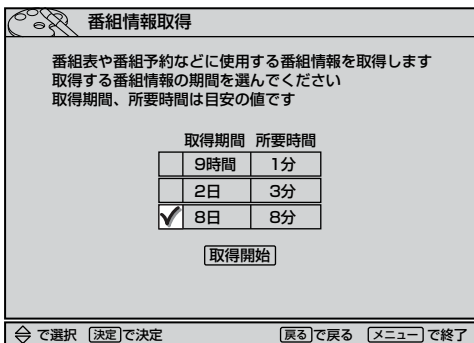 番組情報取得
番組表や番組予約などに使用する番組情報を取得します
取得する番組情報の期間を選んでください
取得期間、所要時間は目安の値です
取得期間 所要時間
9時間 1分
2日 3分
8日 8分
取得開始
で選択 決定で決定 戻るで戻る メニューで終了